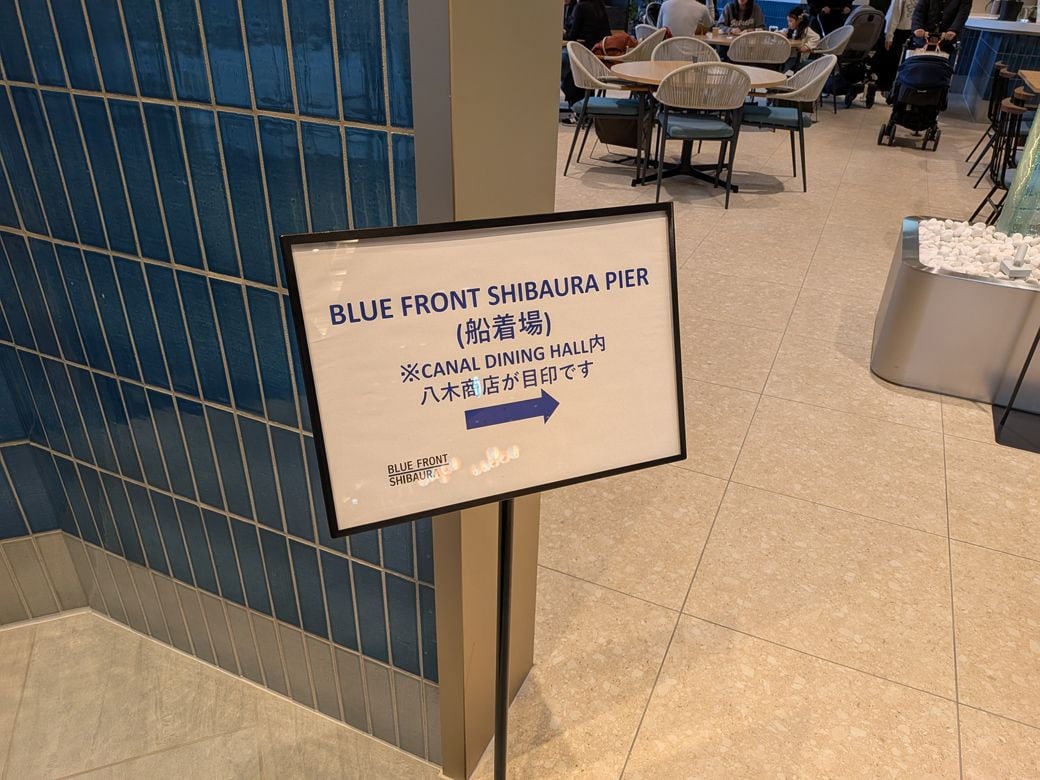 BLUE FRONT SHIBAURA PIER
(船着場)
※CANAL DINING HALL内
八木商店が目印です
BLUE FRONT
SHIBAURA